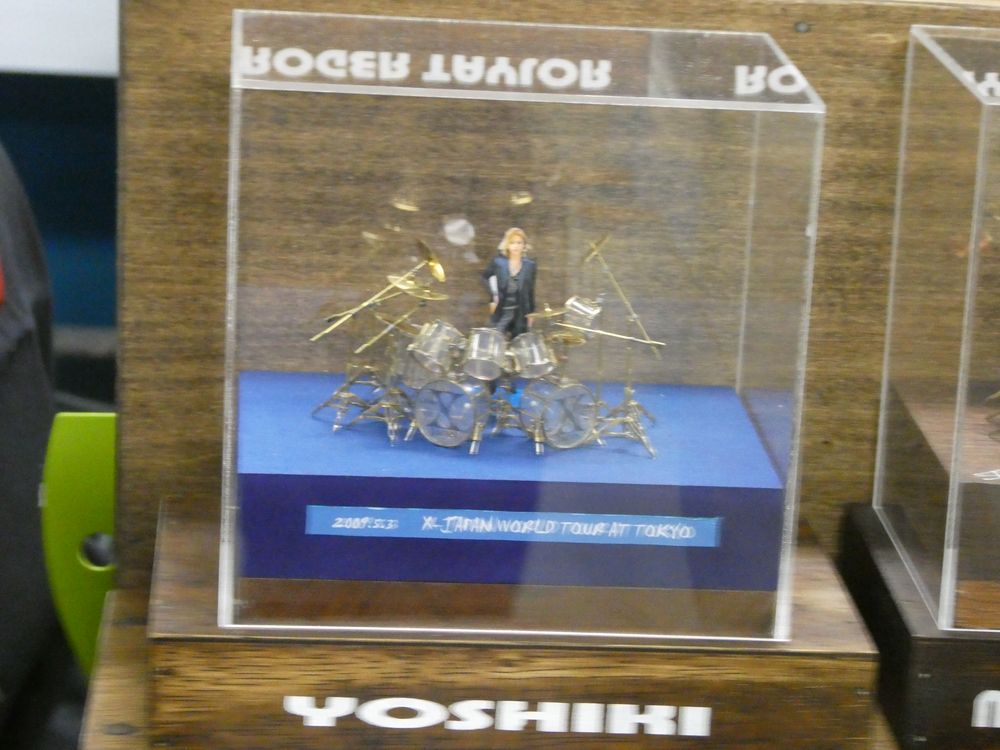 ROGER TAYLOR RO
X X
2009.5.3 X-JAPAN WORLD TOUR AT TOKYO
YOSHIKI